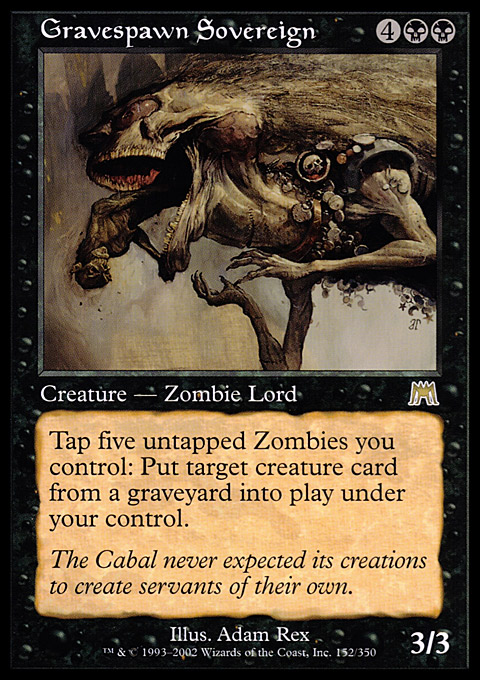 Gravespawn Sovereign 4
Creature — Zombie Lord
Tap five untapped Zombies you
control: Put target creature card
from a graveyard into play under
your control.
The Cabal never expected its creations
to create servants of their own.
Illus. Adam Rex
™ & © 1993–2002 Wizards of the Coast, Inc. 152/350
3/3